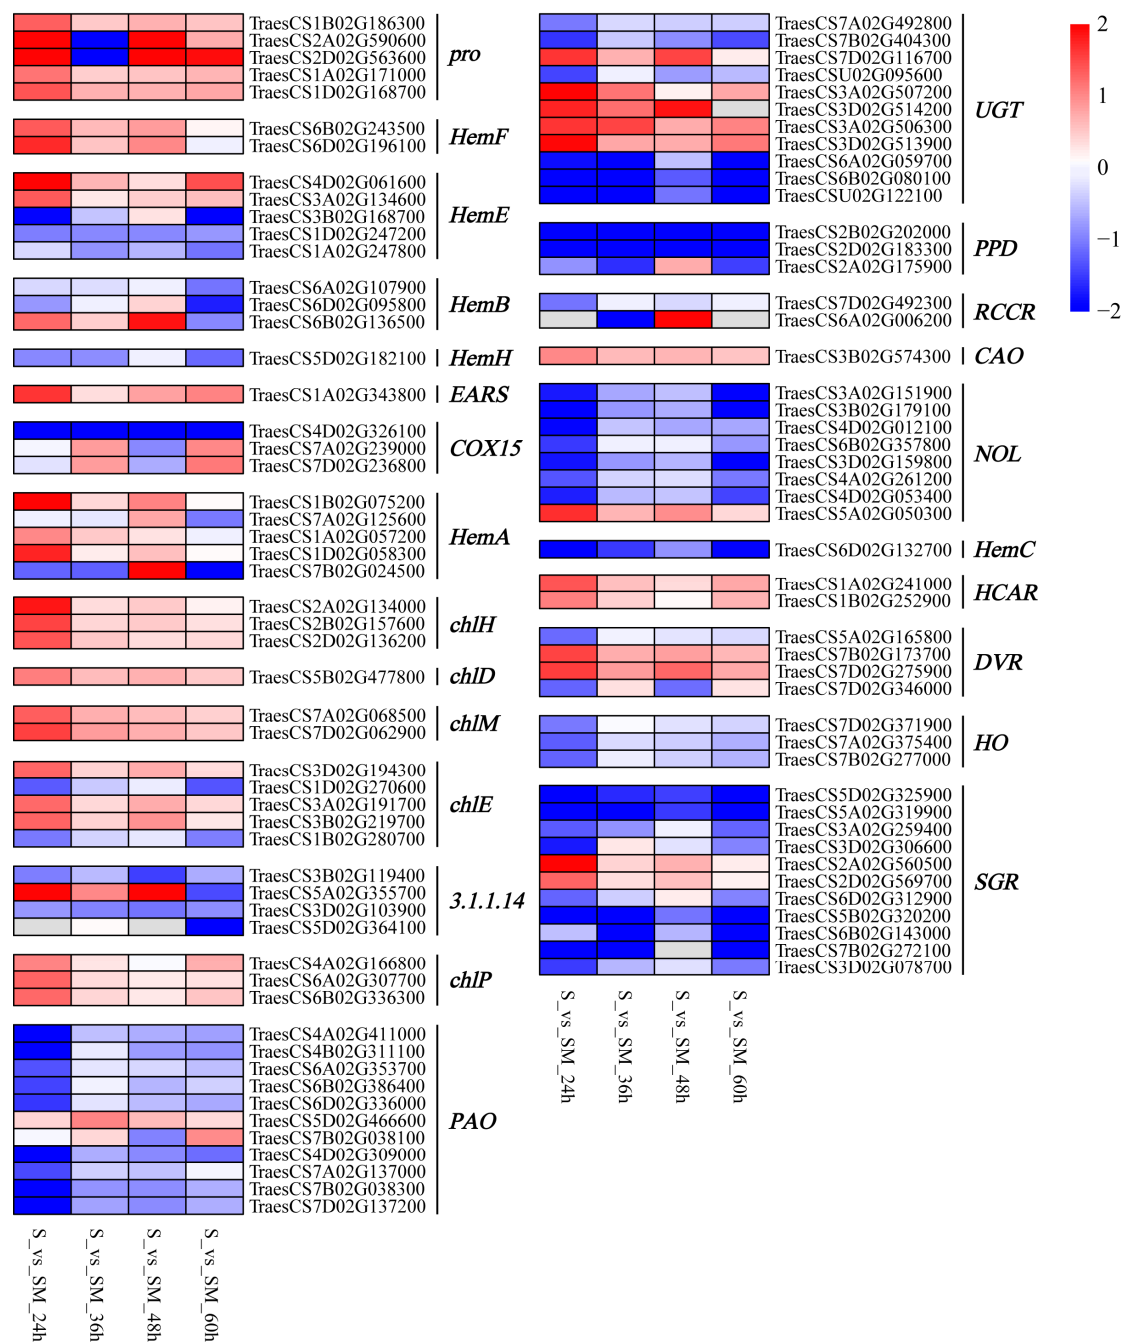 TraesCS1B02G186300
TraesCS2A02G590600
TraesCS2D02G563600
TraesCS1A02G171000
TraesCS1D02G168700
pro
TraesCS6B02G243500
TraesCS6D02G196100
HemF
TraesCS4D02G061600
TraesCS3A02G134600
TraesCS3B02G168700
TraesCS1D02G247200
TraesCS1A02G247800
HemE
TraesCS6A02G107900
TraesCS6D02G095800
TraesCS6B02G136500
HemB
TraesCS5D02G182100
HemH
TraesCS1A02G343800
EARS
TraesCS4D02G326100
TraesCS7A02G239000
TraesCS7D02G236800
COX15
TraesCS1B02G075200
TraesCS7A02G125600
TraesCS1A02G057200
TraesCS1D02G058300
TraesCS7B02G024500
HemA
TraesCS2A02G134000
TraesCS2B02G157600
TraesCS2D02G136200
chlH
TraesCS5B02G477800
chlD
TraesCS7A02G068500
TraesCS7D02G062900
chlM
TraesCS3D02G194300
TraesCS1D02G270600
TraesCS3A02G191700
TraesCS3B02G219700
TraesCS1B02G280700
chlE
TraesCS3B02G119400
TraesCS5A02G355700
TraesCS3D02G103900
TraesCS5D02G364100
3.1.1.14
TraesCS4A02G166800
TraesCS6A02G307700
TraesCS6B02G336300
chlP
TraesCS4A02G411000
TraesCS4B02G311100
TraesCS6A02G353700
TraesCS6B02G386400
TraesCS6D02G336000
TraesCS5D02G466600
TraesCS7B02G038100
TraesCS4D02G309000
TraesCS7A02G137000
TraesCS7B02G038300
TraesCS7D02G137200
PAO
S_vs_SM_24h
S_vs_SM_36h
S_vs_SM_48h
S_vs_SM_60h
TraesCS7A02G492800
TraesCS7B02G404300
TraesCS7D02G116700
TraesCSU02G095600
TraesCS3A02G507200
TraesCS3D02G514200
TraesCS3A02G506300
TraesCS3D02G513900
TraesCS6A02G059700
TraesCS6B02G080100
TraesCSU02G122100
UGT
TraesCS2B02G202000
TraesCS2D02G183300
TraesCS2A02G175900
PPD
TraesCS7D02G492300
TraesCS6A02G006200
RCCR
TraesCS3B02G574300
CAO
TraesCS3A02G151900
TraesCS3B02G179100
TraesCS4D02G012100
TraesCS6B02G357800
TraesCS3D02G159800
TraesCS4A02G261200
TraesCS4D02G053400
TraesCS5A02G050300
NOL
TraesCS6D02G132700
HemC
TraesCS1A02G241000
TraesCS1B02G252900
HCAR
TraesCS5A02G165800
TraesCS7B02G173700
TraesCS7D02G275900
TraesCS7D02G346000
DVR
TraesCS7D02G371900
TraesCS7A02G375400
TraesCS7B02G277000
HO
TraesCS5D02G325900
TraesCS5A02G319900
TraesCS3A02G259400
TraesCS3D02G306600
TraesCS2A02G560500
TraesCS2D02G569700
TraesCS6D02G312900
TraesCS5B02G320200
TraesCS6B02G143000
TraesCS7B02G272100
TraesCS3D02G078700
SGR
S_vs_SM_24h
S_vs_SM_36h
S_vs_SM_48h
S_vs_SM_60h
2
1
0
−1
−2